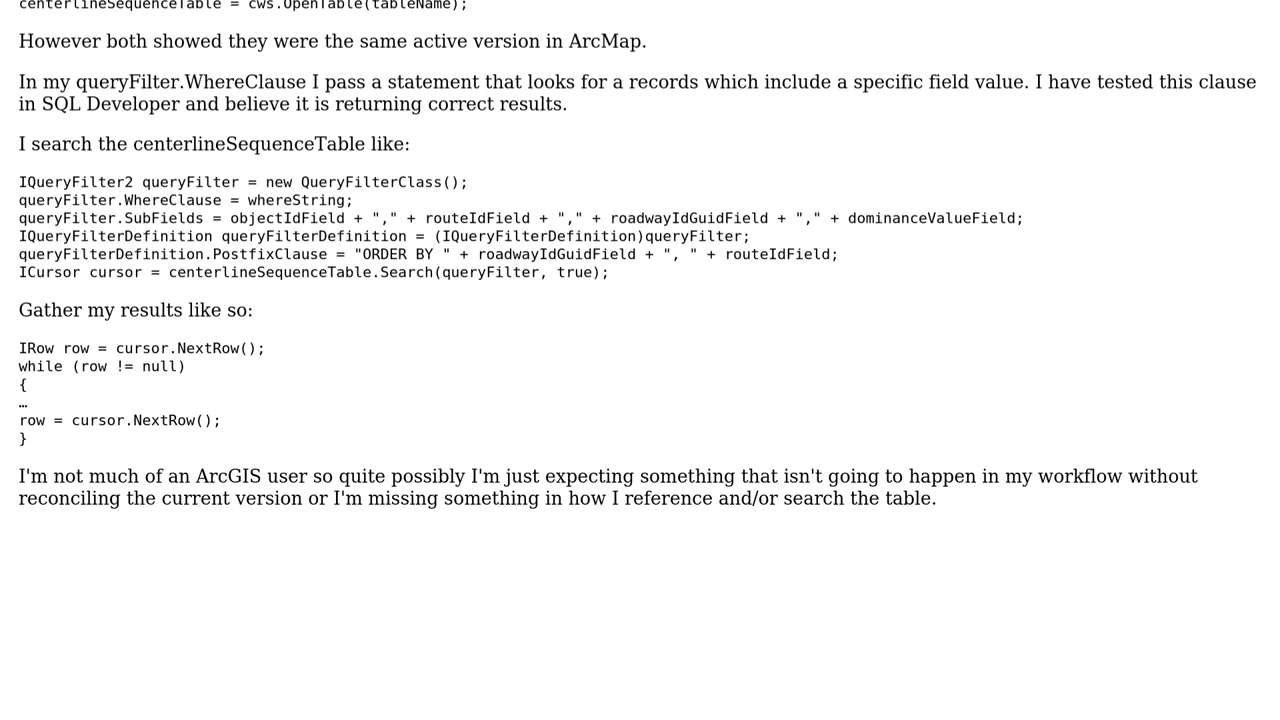 centerlineSequenceTable = cws.OpenTable(tableName);
However both showed they were the same active version in ArcMap.
In my queryFilter.WhereClause I pass a statement that looks for a records which include a specific field value. I have tested this clause
in SQL Developer and believe it is returning correct results.
I search the centerlineSequenceTable like:
IQueryFilter2 queryFilter = new QueryFilterClass();
queryFilter.WhereClause = whereString;
queryFilter.SubFields = objectIdField + "," + routeIdField + "," + roadwayIdGuidField + "," + dominanceValueField;
IQueryFilterDefinition queryFilterDefinition = (IQueryFilterDefinition)queryFilter;
queryFilterDefinition.PostfixClause = "ORDER BY " + roadwayIdGuidField + ", " + routeIdField;
ICursor cursor = centerlineSequenceTable.Search(queryFilter, true);
Gather my results like so:
IRow row = cursor.NextRow();
while (row != null)
{
…
row = cursor.NextRow();
}
I'm not much of an ArcGIS user so quite possibly I'm just expecting something that isn't going to happen in my workflow without
reconciling the current version or I'm missing something in how I reference and/or search the table.